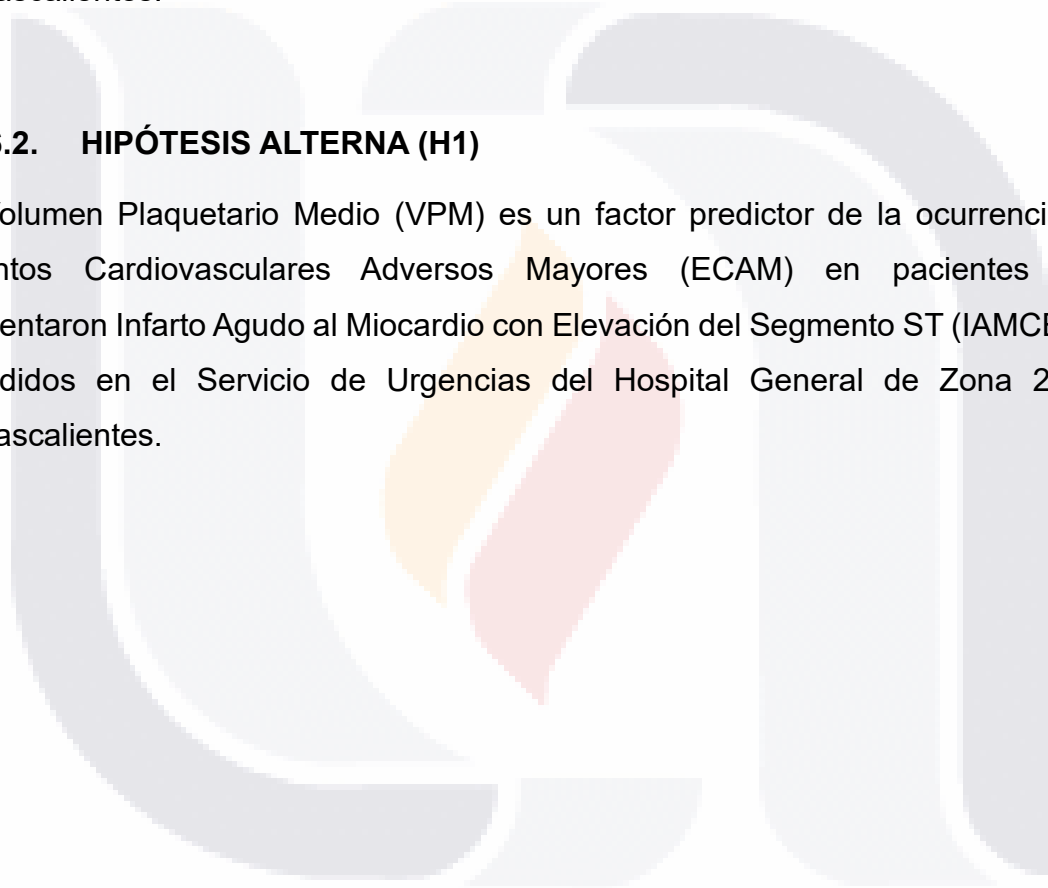 ascalientes.
.2. HIPÓTESIS ALTERNA (H1)
olumen Plaquetario Medio (VPM) es un factor predictor de la ocurrenci
ntos Cardiovasculares Adversos Mayores (ECAM) en pacientes
entaron Infarto Agudo al Miocardio con Elevación del Segmento ST (IAMCE
didos en el Servicio de Urgencias del Hospital General de Zona 2
ascalientes.